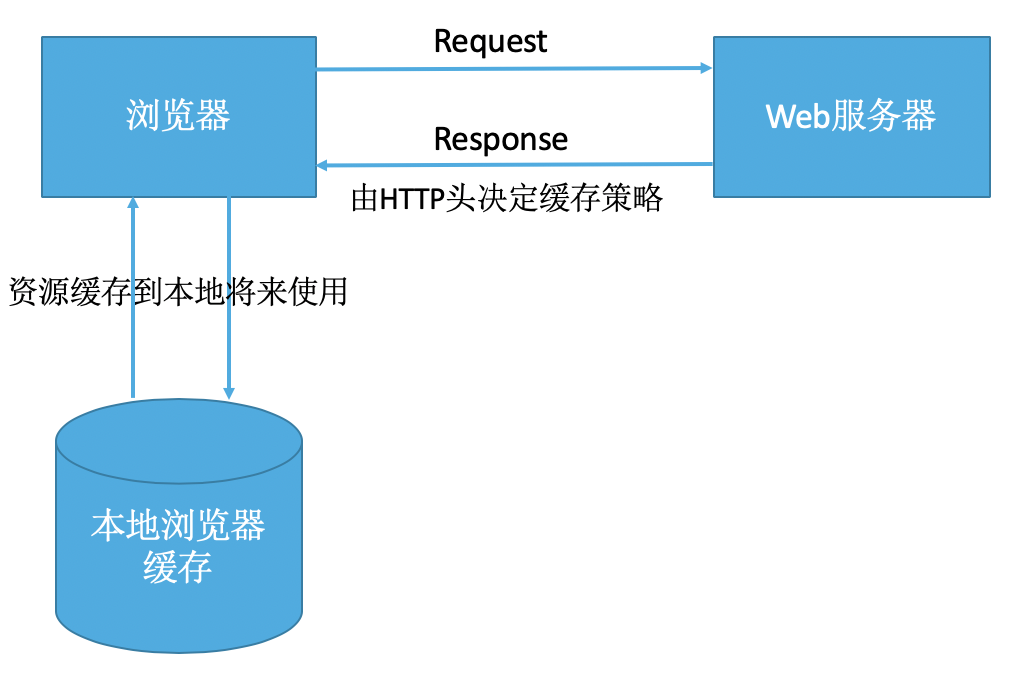 Request
浏览器
Web服务器
Response
由HTTP头决定缓存策略
资源缓存到本地将来使用
本地浏览器
缓存